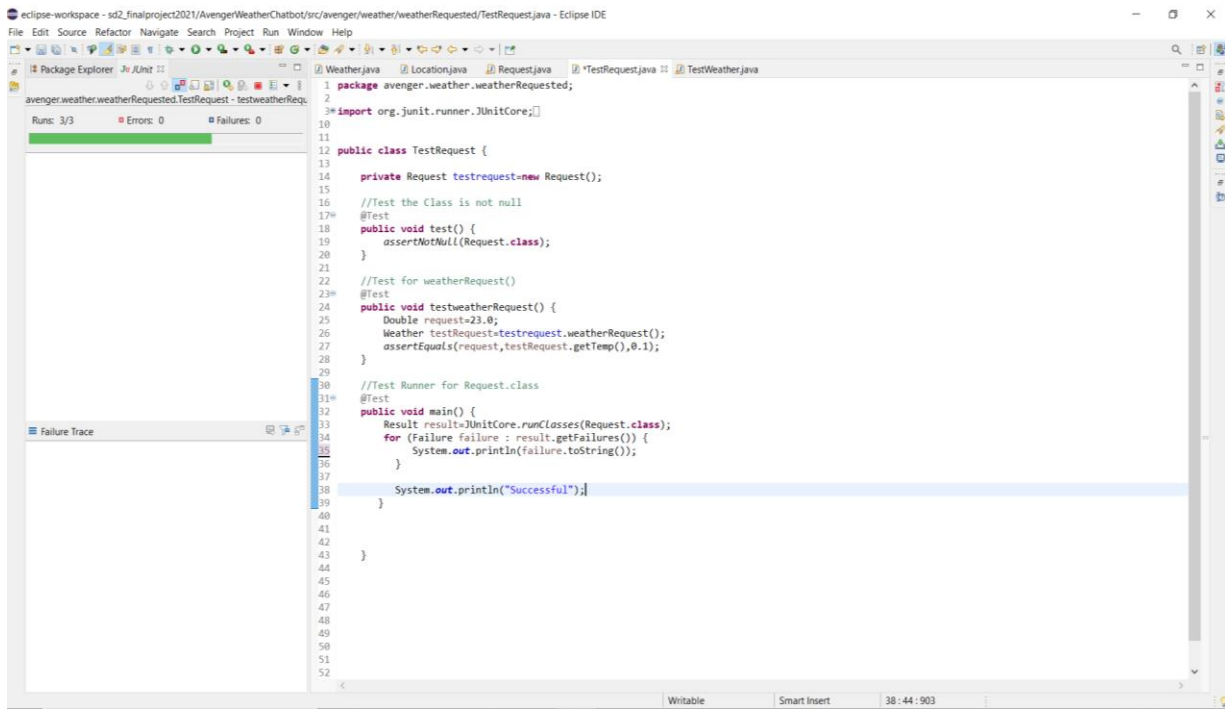 eclipse-workspace - sd2_finalproject2021/AvengerWeatherChatbot/src/avenger/weather/weatherRequested/TestRequest.java - Eclipse IDE
File Edit Source Refactor Navigate Search Project Run Window Help
Package Explorer JUnit
Weather.java Location.java Request.java *TestRequest.java TestWeather.java
avenger.weather.weatherRequested.TestRequest - testweatherRequ
Runs: 3/3 Errors: 0 Failures: 0
Failure Trace
1 package avenger.weather.weatherRequested;
2
3 import org.junit.runner.JUnitCore;
10
11
12 public class TestRequest {
13
14 private Request testrequest=new Request();
15
16 //Test the Class is not null
17 @Test
18 public void test() {
19 assertNotNull(Request.class);
20 }
21
22 //Test for weatherRequest()
23 @Test
24 public void testweatherRequest() {
25 Double request=23.0;
26 Weather testRequest=testrequest.weatherRequest();
27 assertEquals(request,testRequest.getTemp(),0.1);
28 }
29
30 //Test Runner for Request.class
31 @Test
32 public void main() {
33 Result result=JUnitCore.runClasses(Request.class);
34 for (Failure failure : result.getFailures()) {
35 System.out.println(failure.toString());
36 }
37
38 System.out.println("Successful");
39 }
40
41
42
43 }
44
45
46
47
48
49
50
51
52
Writable Smart Insert 38 : 44 : 903